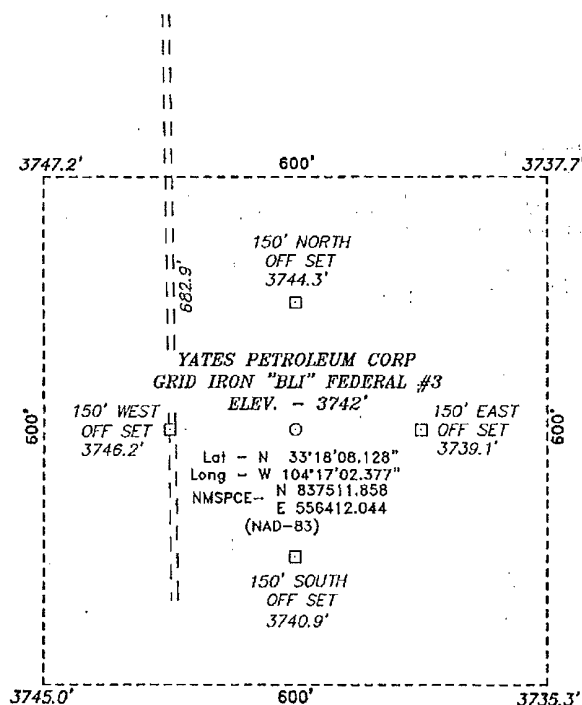 3747.2' 600' 3737.7'
150' NORTH
OFF SET
3744.3'
682.9'
YATES PETROLEUM CORP
GRID IRON "BLI" FEDERAL #3
ELEV. - 3742'
600'
150' WEST
OFF SET
3746.2'
150' EAST
OFF SET
3739.1'
600'
Lat - N 33°18'08.128"
Long - W 104°17'02.377"
NMSPCE- N 837511.858
E 556412.044
(NAD-83)
150' SOUTH
OFF SET
3740.9'
3745.0' 600' 3735.3'